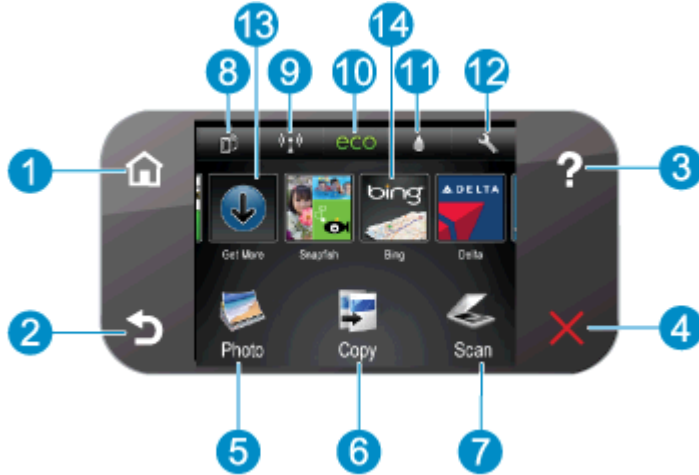 13 14
8 9 10 11 12
eco
1 3
bing DELTA
Get More Snapfish Bing Delta
?
2 4
Photo Copy Scan
5 6 7